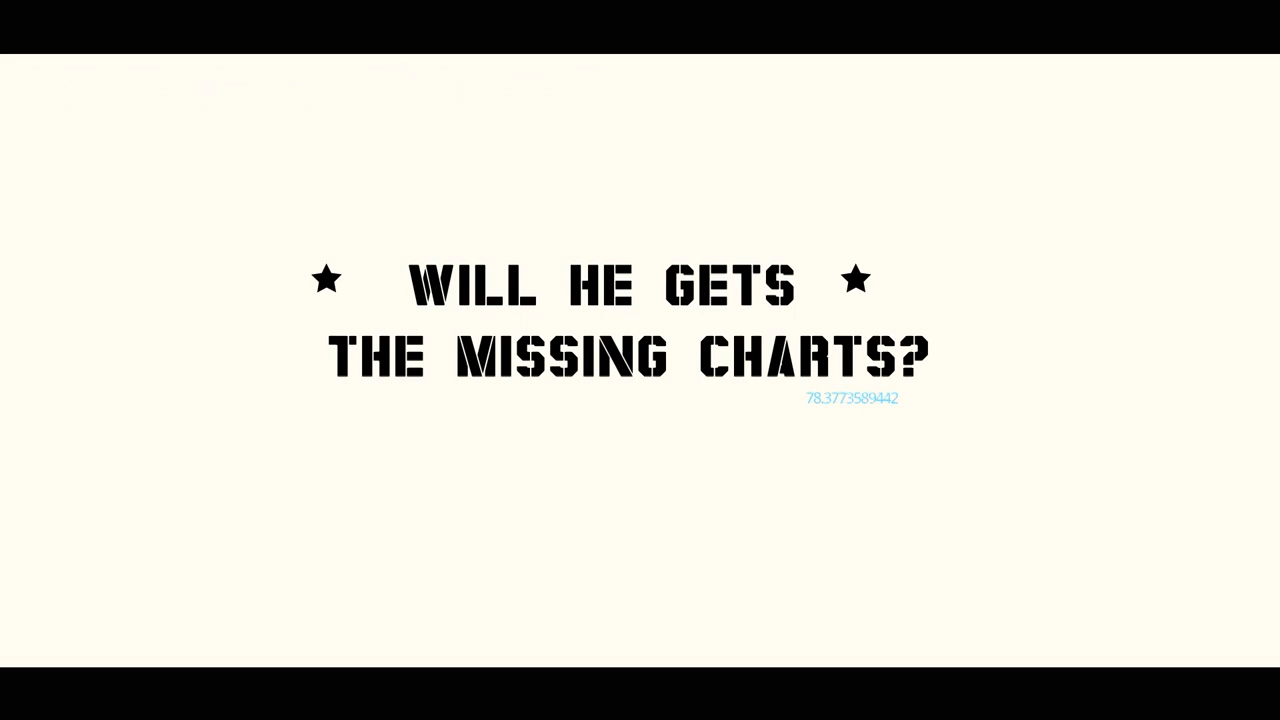 ★ WILL HE GETS ★
THE MISSING CHARTS?
78.3773589442